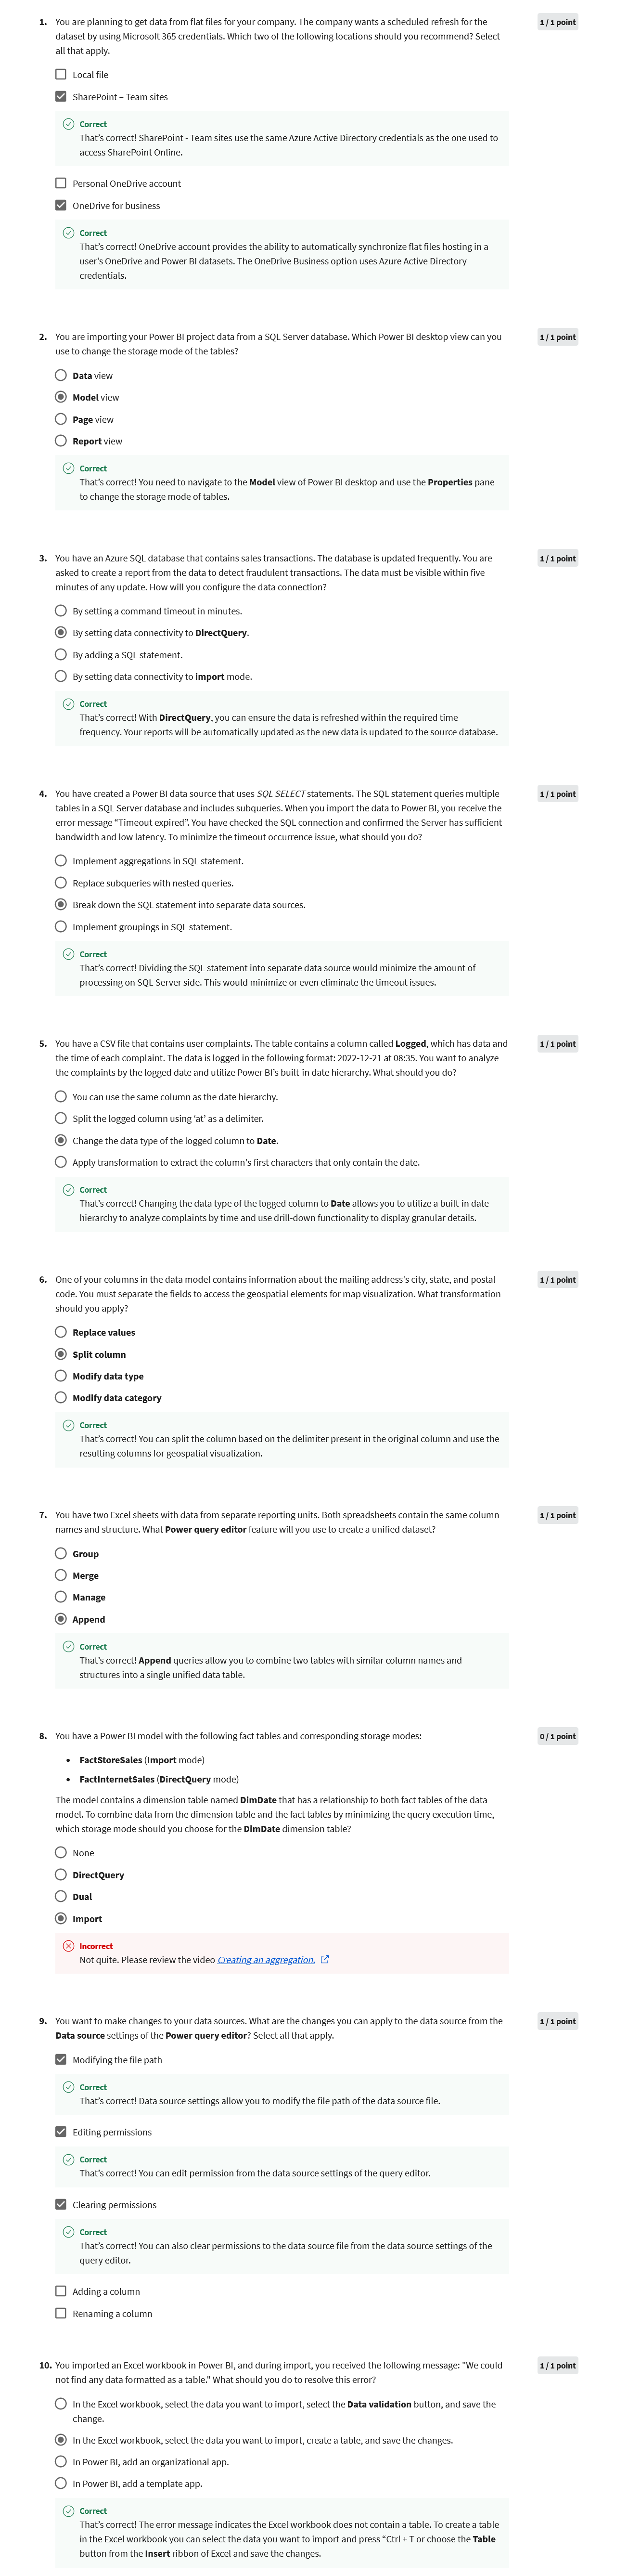 1. You are planning to get data from flat files for your company. The company wants a scheduled refresh for the
dataset by using Microsoft 365 credentials. Which two of the following locations should you recommend? Select
all that apply.
1 / 1 point
Local file
SharePoint – Team sites
Correct
That's correct! SharePoint - Team sites use the same Azure Active Directory credentials as the one used to
access SharePoint Online.
Personal OneDrive account
OneDrive for business
Correct
That's correct! OneDrive account provides the ability to automatically synchronize flat files hosting in a
user's OneDrive and Power BI datasets. The OneDrive Business option uses Azure Active Directory
credentials.
2. You are importing your Power BI project data from a SQL Server database. Which Power BI desktop view can you
use to change the storage mode of the tables?
1 / 1 point
Data view
Model view
Page view
Report view
Correct
That's correct! You need to navigate to the Model view of Power BI desktop and use the Properties pane
to change the storage mode of tables.
3. You have an Azure SQL database that contains sales transactions. The database is updated frequently. You are
asked to create a report from the data to detect fraudulent transactions. The data must be visible within five
minutes of any update. How will you configure the data connection?
1 / 1 point
By setting a command timeout in minutes.
By setting data connectivity to DirectQuery.
By adding a SQL statement.
By setting data connectivity to import mode.
Correct
That's correct! With DirectQuery, you can ensure the data is refreshed within the required time
frequency. Your reports will be automatically updated as the new data is updated to the source database.
4. You have created a Power BI data source that uses SQL SELECT statements. The SQL statement queries multiple
tables in a SQL Server database and includes subqueries. When you import the data to Power BI, you receive the
error message “Timeout expired”. You have checked the SQL connection and confirmed the Server has sufficient
bandwidth and low latency. To minimize the timeout occurrence issue, what should you do?
1 / 1 point
Implement aggregations in SQL statement.
Replace subqueries with nested queries.
Break down the SQL statement into separate data sources.
Implement groupings in SQL statement.
Correct
That's correct! Dividing the SQL statement into separate data source would minimize the amount of
processing on SQL Server side. This would minimize or even eliminate the timeout issues.
5. You have a CSV file that contains user complaints. The table contains a column called Logged, which has data and
the time of each complaint. The data is logged in the following format: 2022-12-21 at 08:35. You want to analyze
the complaints by the logged date and utilize Power BI's built-in date hierarchy. What should you do?
1 / 1 point
You can use the same column as the date hierarchy.
Split the logged column using 'at' as a delimiter.
Change the data type of the logged column to Date.
Apply transformation to extract the column's first characters that only contain the date.
Correct
That's correct! Changing the data type of the logged column to Date allows you to utilize a built-in date
hierarchy to analyze complaints by time and use drill-down functionality to display granular details.
6. One of your columns in the data model contains information about the mailing address's city, state, and postal
code. You must separate the fields to access the geospatial elements for map visualization. What transformation
should you apply?
1 / 1 point
Replace values
Split column
Modify data type
Modify data category
Correct
That's correct! You can split the column based on the delimiter present in the original column and use the
resulting columns for geospatial visualization.
7. You have two Excel sheets with data from separate reporting units. Both spreadsheets contain the same column
names and structure. What Power query editor feature will you use to create a unified dataset?
1 / 1 point
Group
Merge
Manage
Append
Correct
That's correct! Append queries allow you to combine two tables with similar column names and
structures into a single unified data table.
8. You have a Power BI model with the following fact tables and corresponding storage modes:
0 / 1 point
• FactStoreSales (Import mode)
• FactInternetSales (DirectQuery mode)
The model contains a dimension table named DimDate that has a relationship to both fact tables of the data
model. To combine data from the dimension table and the fact tables by minimizing the query execution time,
which storage mode should you choose for the DimDate dimension table?
None
DirectQuery
Dual
Import
Incorrect
Not quite. Please review the video Creating an aggregation.
9. You want to make changes to your data sources. What are the changes you can apply to the data source from the
Data source settings of the Power query editor? Select all that apply.
1 / 1 point
Modifying the file path
Correct
That's correct! Data source settings allow you to modify the file path of the data source file.
Editing permissions
Correct
That's correct! You can edit permission from the data source settings of the query editor.
Clearing permissions
Correct
That's correct! You can also clear permissions to the data source file from the data source settings of the
query editor.
Adding a column
Renaming a column
10. You imported an Excel workbook in Power BI, and during import, you received the following message: "We could
not find any data formatted as a table." What should you do to resolve this error?
1 / 1 point
In the Excel workbook, select the data you want to import, select the Data validation button, and save the
change.
In the Excel workbook, select the data you want to import, create a table, and save the changes.
In Power BI, add an organizational app.
In Power BI, add a template app.
Correct
That's correct! The error message indicates the Excel workbook does not contain a table. To create a table
in the Excel workbook you can select the data you want to import and press “Ctrl + T or choose the Table
button from the Insert ribbon of Excel and save the changes.